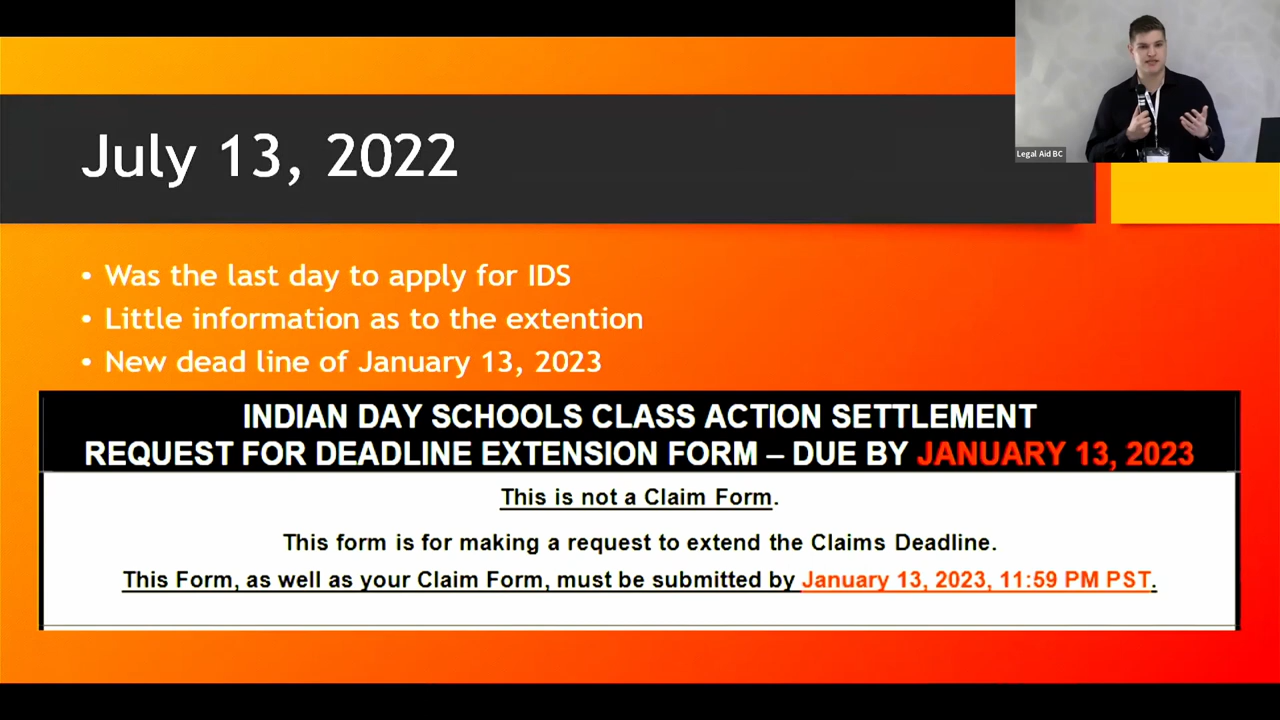 July 13, 2022
Legal Aid BC
• Was the last day to apply for IDS
• Little information as to the extention
• New dead line of January 13, 2023
INDIAN DAY SCHOOLS CLASS ACTION SETTLEMENT
REQUEST FOR DEADLINE EXTENSION FORM – DUE BY JANUARY 13, 2023
This is not a Claim Form.
This form is for making a request to extend the Claims Deadline.
This Form, as well as your Claim Form, must be submitted by January 13, 2023, 11:59 PM PST.